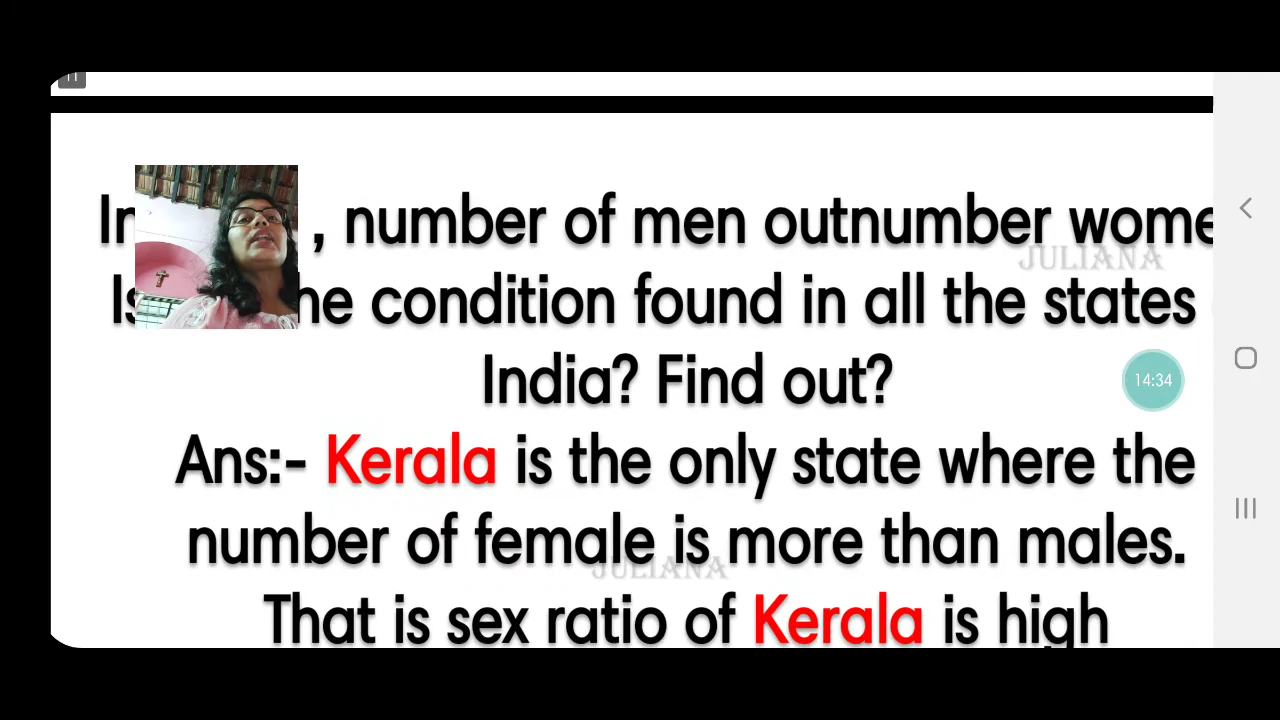 , number of men outnumber
JULIANA
condition found in all the states
India? Find out?
14:34
Ans:- Kerala is the only state where the
number of female is more than males.
JULIANA
That is sex ratio of Kerala is high